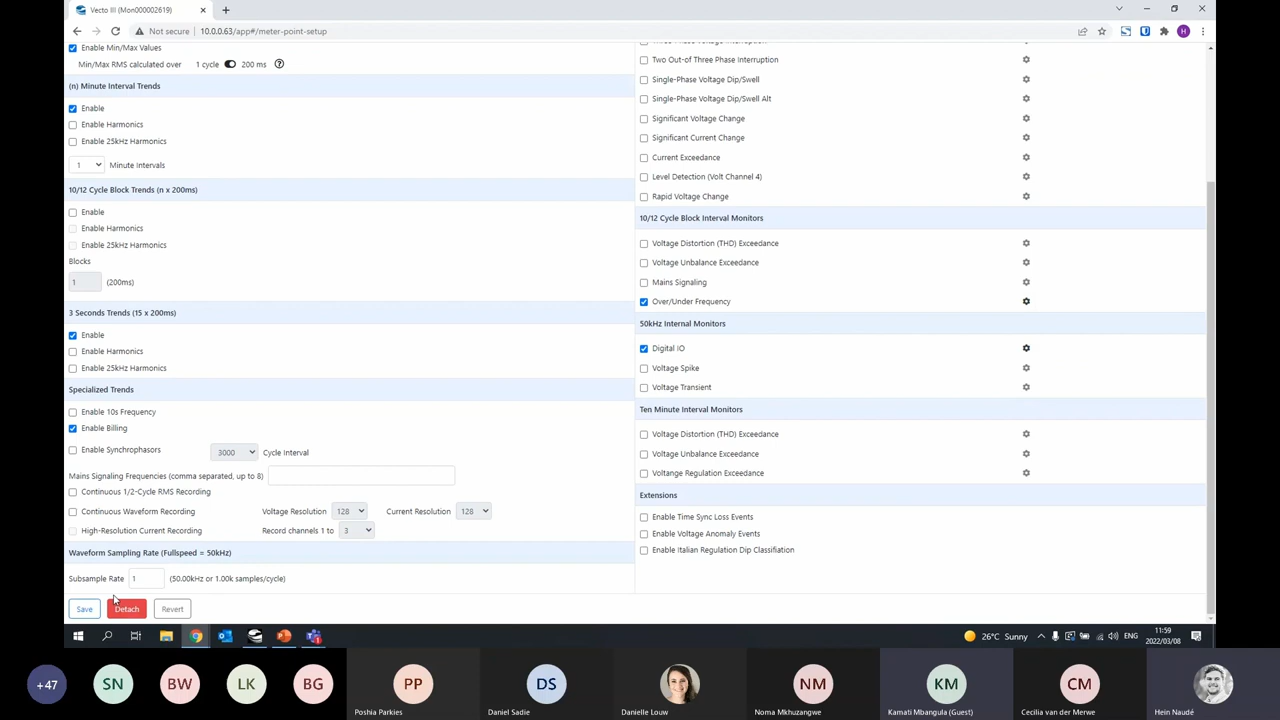 Vecto III (Mon000002619)
Not secure
10.0.0.63/app#/meter-point-setup
H
Enable Min/Max Values
Min/Max RMS calculated over 1 cycle 200 ms
(n) Minute Interval Trends
Enable
Enable Harmonics
Enable 25kHz Harmonics
1 Minute Intervals
10/12 Cycle Block Trends (n x 200ms)
Enable
Enable Harmonics
Enable 25kHz Harmonics
Blocks
1 (200ms)
3 Seconds Trends (15 x 200ms)
Enable
Enable Harmonics
Enable 25kHz Harmonics
Specialized Trends
Enable 10s Frequency
Enable Billing
Enable Synchrophasors 3000 Cycle Interval
Mains Signaling Frequencies (comma separated, up to 8)
Continuous 1/2-Cycle RMS Recording
Continuous Waveform Recording Voltage Resolution 128 Current Resolution 128
High-Resolution Current Recording Record channels 1 to 3
Waveform Sampling Rate (Fullspeed = 50kHz)
Subsample Rate 1 (50.00kHz or 1.00k samples/cycle)
Save Detach Revert
Two Out-of Three Phase Interruption
Single-Phase Voltage Dip/Swell
Single-Phase Voltage Dip/Swell Alt
Significant Voltage Change
Significant Current Change
Current Exceedance
Level Detection (Volt Channel 4)
Rapid Voltage Change
10/12 Cycle Block Interval Monitors
Voltage Distortion (THD) Exceedance
Voltage Unbalance Exceedance
Mains Signaling
Over/Under Frequency
50kHz Internal Monitors
Digital IO
Voltage Spike
Voltage Transient
Ten Minute Interval Monitors
Voltage Distortion (THD) Exceedance
Voltage Unbalance Exceedance
Voltange Regulation Exceedance
Extensions
Enable Time Sync Loss Events
Enable Voltage Anomaly Events
Enable Italian Regulation Dip Classifiation
26°C Sunny
ENG
11:59
2022/03/08
+47
SN
BW
LK
BG
PP
Poshia Parkies
DS
Daniel Sadie
Danielle Louw
NM
Noma Mkhuzangwe
KM
Kamati Mbangula (Guest)
CM
Cecilia van der Merwe
Hein Naudé